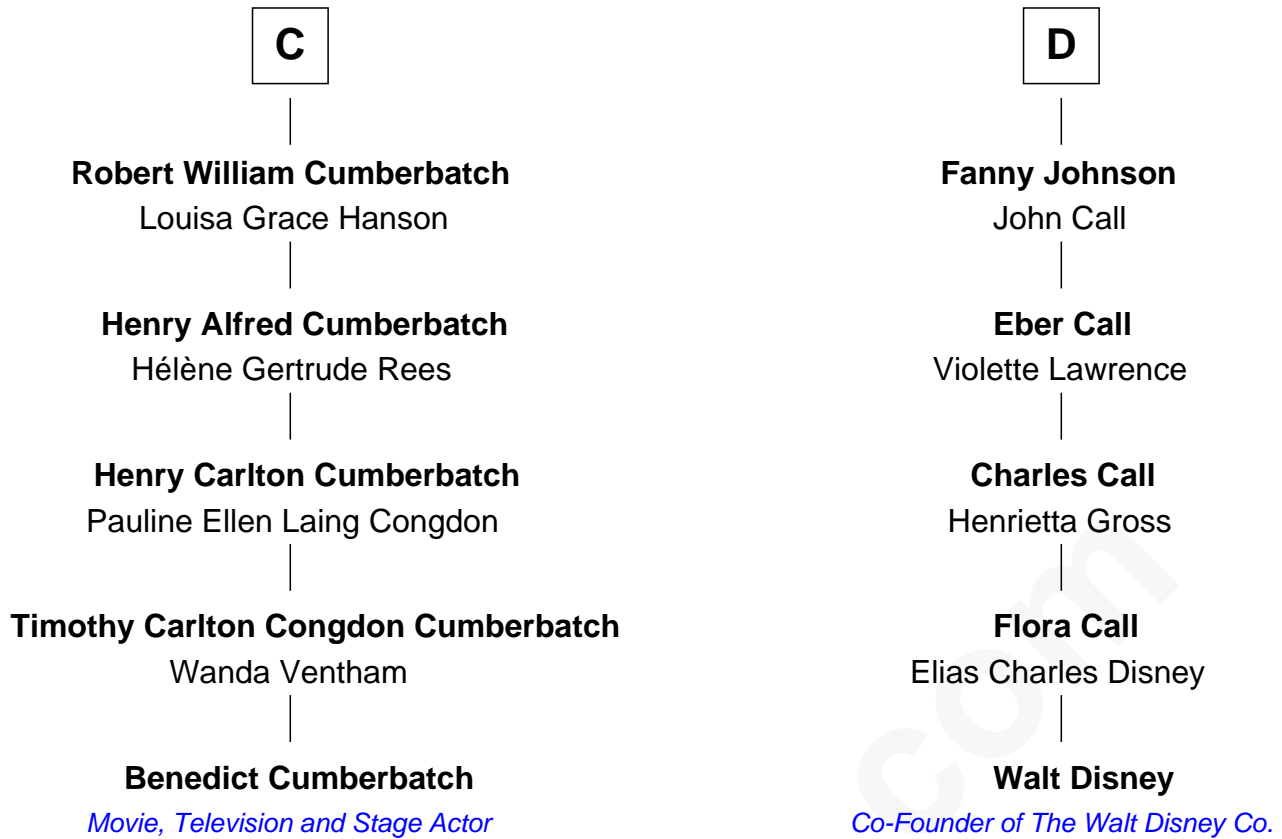 C
Robert William Cumberbatch
Louisa Grace Hanson
Henry Alfred Cumberbatch
Hélène Gertrude Rees
Henry Carlton Cumberbatch
Pauline Ellen Laing Congdon
Timothy Carlton Congdon Cumberbatch
Wanda Ventham
Benedict Cumberbatch
Movie, Television and Stage Actor
D
Fanny Johnson
John Call
Eber Call
Violette Lawrence
Charles Call
Henrietta Gross
Flora Call
Elias Charles Disney
Walt Disney
Co-Founder of The Walt Disney Co.
com